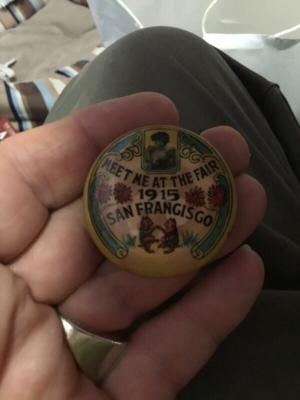 MEET ME AT THE FAIR
1915
SAN FRANCISCO